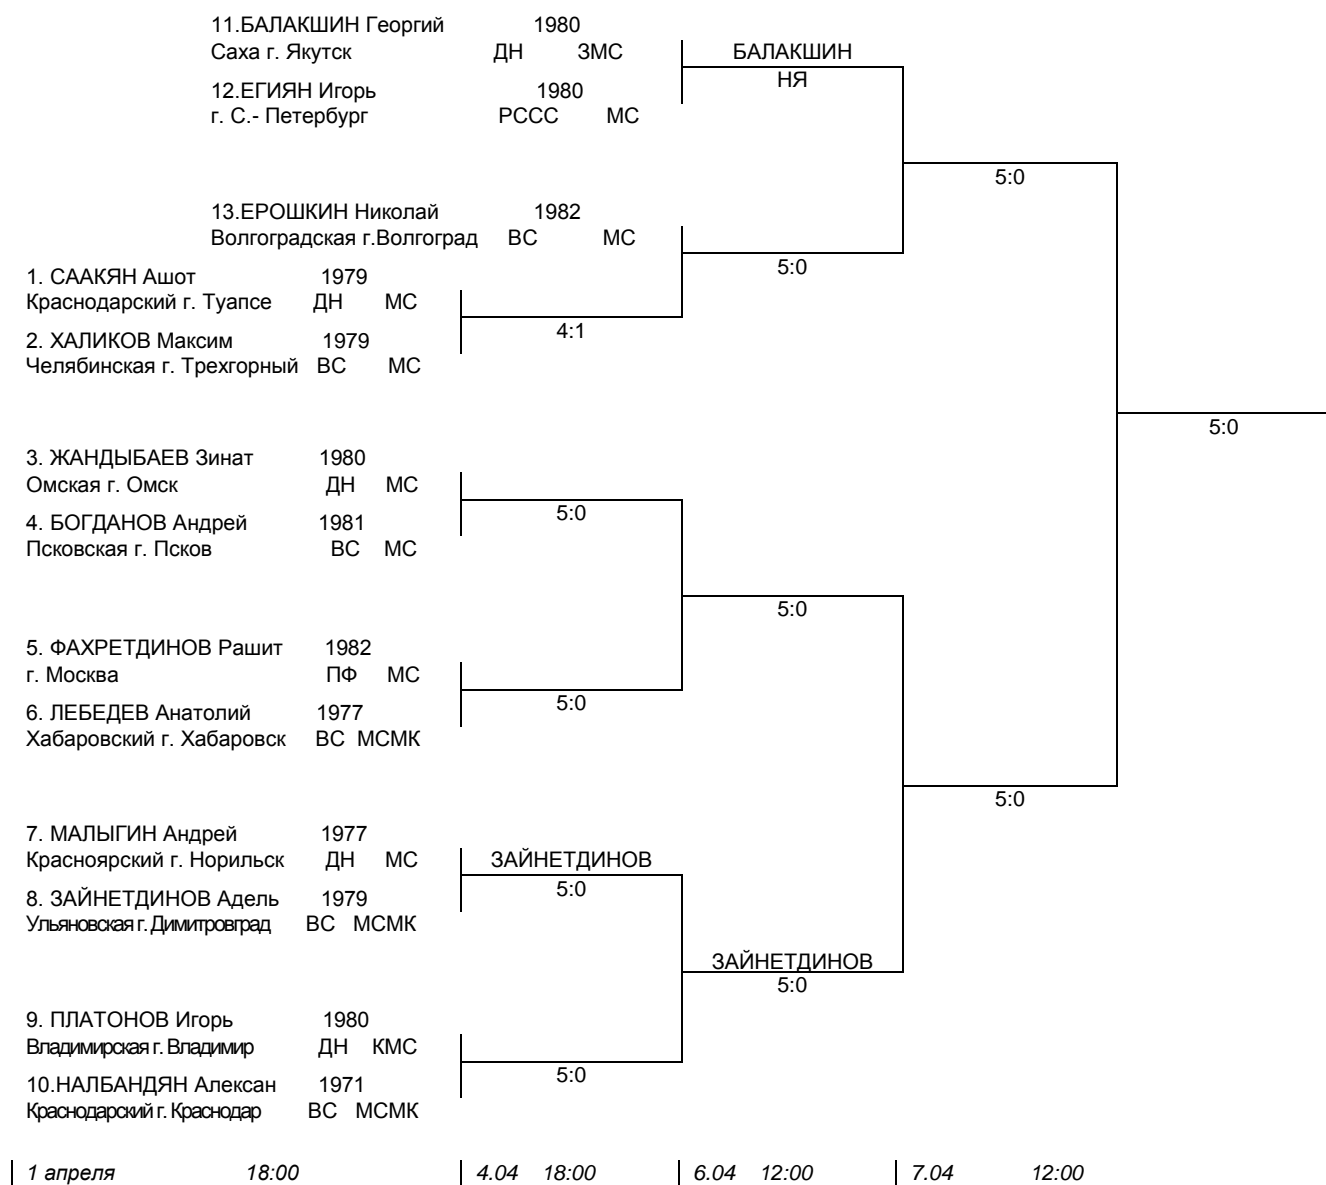 11.БАЛАКШИН Георгий 1980
Саха г. Якутск ДН ЗМС БАЛАКШИН
НЯ
12.ЕГИЯН Игорь 1980
г. С.- Петербург РССС МС
5:0
13.ЕРОШКИН Николай 1982
Волгоградская г.Волгоград ВС МС
5:0
1. СААКЯН Ашот 1979
Краснодарский г. Туапсе ДН МС
4:1
2. ХАЛИКОВ Максим 1979
Челябинская г. Трехгорный ВС МС
5:0
3. ЖАНДЫБАЕВ Зинат 1980
Омская г. Омск ДН МС
5:0
4. БОГДАНОВ Андрей 1981
Псковская г. Псков ВС МС
5:0
5. ФАХРЕТДИНОВ Рашит 1982
г. Москва ПФ МС
5:0
6. ЛЕБЕДЕВ Анатолий 1977
Хабаровский г. Хабаровск ВС МСМК
5:0
7. МАЛЫГИН Андрей 1977
Красноярский г. Норильск ДН МС ЗАЙНЕТДИНОВ
5:0
8. ЗАЙНЕТДИНОВ Адель 1979
Ульяновская г. Димитровград ВС МСМК
ЗАЙНЕТДИНОВ
5:0
9. ПЛАТОНОВ Игорь 1980
Владимирская г. Владимир ДН КМС
5:0
10.НАЛБАНДЯН Алексан 1971
Краснодарский г. Краснодар ВС МСМК
1 апреля 18:00 4.04 18:00 6.04 12:00 7.04 12:00